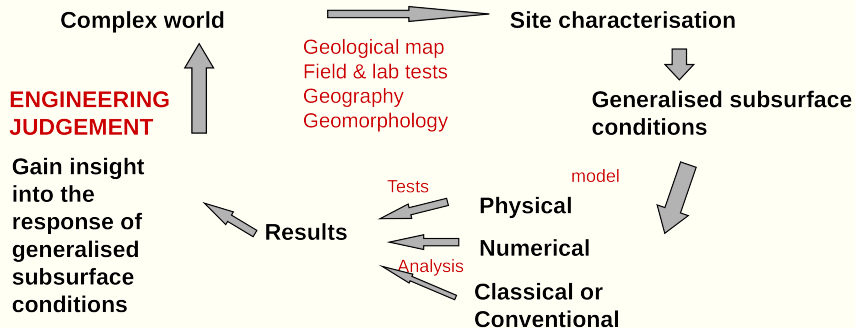 Complex world
Site characterisation
Geological map
Field & lab tests
Geography
Geomorphology
Generalised subsurface
conditions
model
Physical
Numerical
Classical or
Conventional
Tests
Analysis
Results
Gain insight
into the
response of
generalised
subsurface
conditions
ENGINEERING
JUDGEMENT